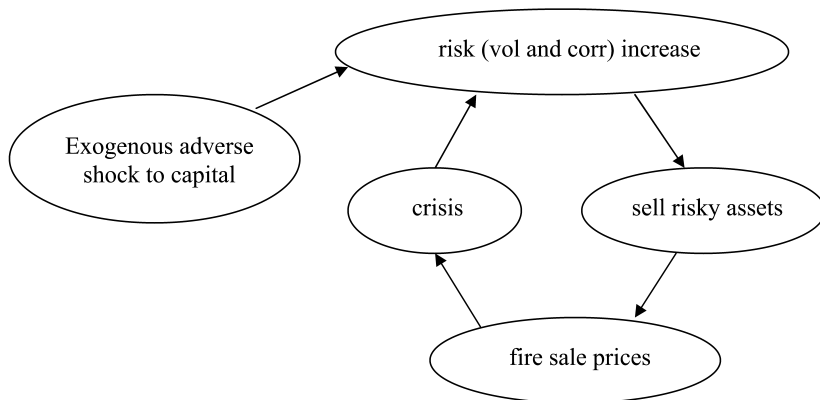 risk (vol and corr) increase
Exogenous adverse
shock to capital
crisis
sell risky assets
fire sale prices